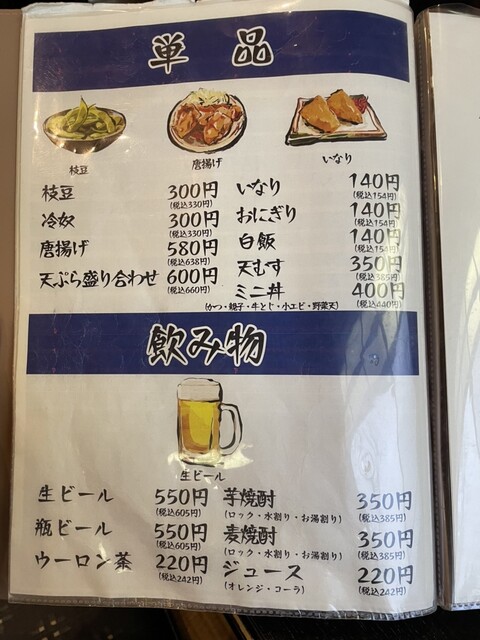 単品
枝豆
唐揚げ
いなり
枝豆 300円
(税込330円)
冷奴 300円
(税込330円)
唐揚げ 580円
(税込638円)
天ぷら盛り合わせ 600円
(税込660円)
いなり 140円
(税込154円)
おにぎり 140円
(税込154円)
白飯 140円
(税込154円)
天むす 350円
(税込385円)
ミニ丼 400円
(かつ・親子・牛とじ・小エビ・野菜天) (税込440円)
飲み物
生ビール
生ビール 550円
(税込605円)
瓶ビール 550円
(税込605円)
ウーロン茶 220円
(税込242円)
芋焼酎 350円
(ロック・水割り・お湯割り) (税込385円)
麦焼酎 350円
(ロック・水割り・お湯割り) (税込385円)
ジュース 220円
(オレンジ・コーラ) (税込242円)